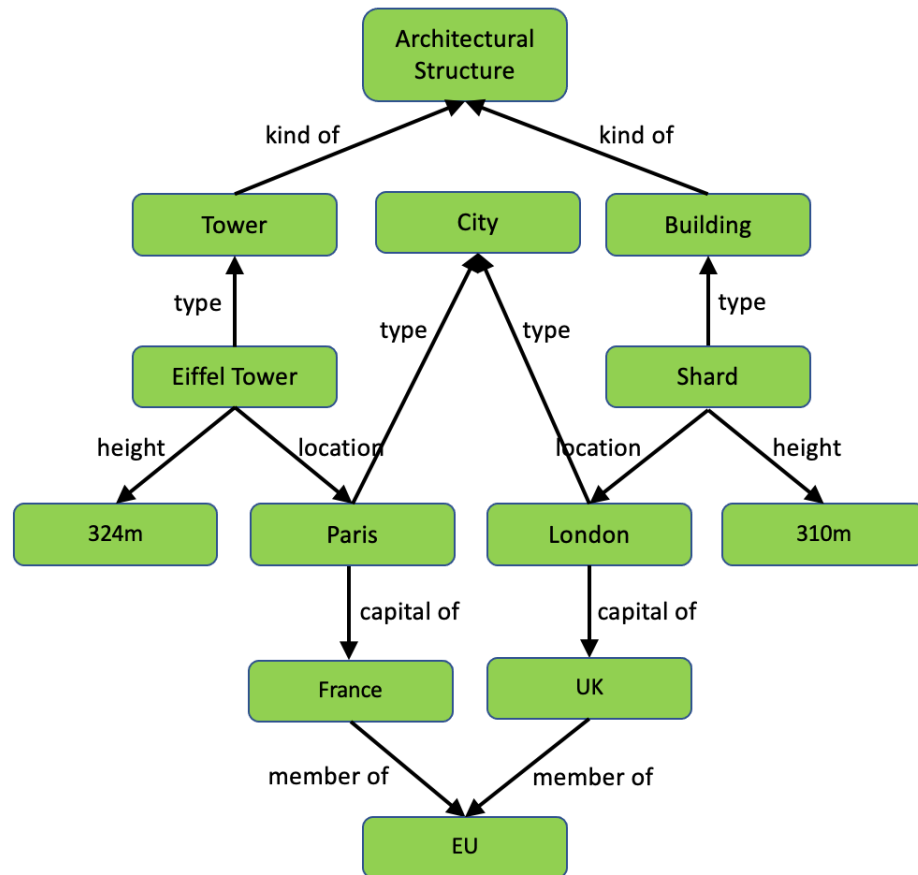 Architectural
Structure
kind of
kind of
Tower
City
Building
type
type
type
type
Eiffel Tower
Shard
height
location
location
height
324m
Paris
London
310m
capital of
capital of
France
UK
member of
member of
EU